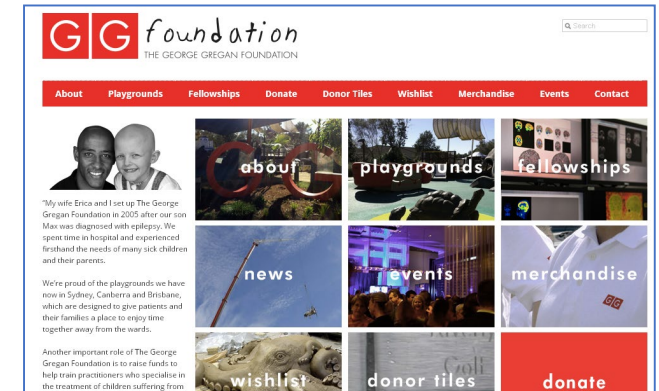 GG foundation
THE GEORGE GREGAN FOUNDATION
Search
About Playgrounds Fellowships Donate Donor Tiles Wishlist Merchandise Events Contact
about playgrounds fellowships
"My wife Erica and I set up The George
Gregan Foundation in 2005 after our son
Max was diagnosed with epilepsy. We
spent time in hospital and experienced
firsthand the needs of many sick children
and their parents.
news events merchandise
GG
We're proud of the playgrounds we have
now in Sydney, Canberra and Brisbane,
which are designed to give patients and
their families a place to enjoy time
together away from the wards.
Another important role of The George
Gregan Foundation is to raise funds to
help train practitioners who specialise in
the treatment of children suffering from
wishlist donor tiles donate